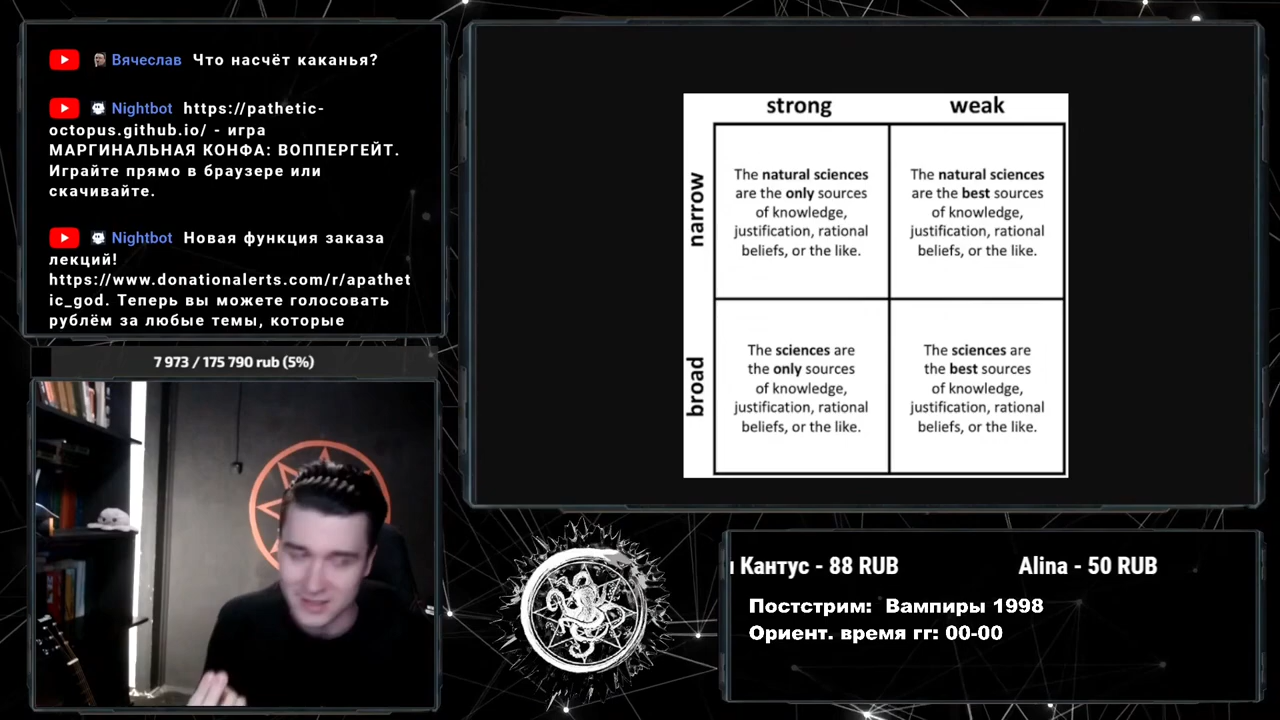 Вячеслав Что насчёт каканья?
Nightbot https://pathetic-
octopus.github.io/ - игра
МАРГИНАЛЬНАЯ КОНФА: ВОППЕРГЕЙТ.
Играйте прямо в браузере или
скачивайте.
Nightbot Новая функция заказа
лекций!
https://www.donationalerts.com/r/apathet
ic_god. Теперь вы можете голосовать
рублём за любые темы, которые
7 973 / 175 790 rub (5%)
strong weak
narrow
The natural sciences
are the only sources
of knowledge,
justification, rational
beliefs, or the like.
The natural sciences
are the best sources
of knowledge,
justification, rational
beliefs, or the like.
broad
The sciences are
the only sources
of knowledge,
justification, rational
beliefs, or the like.
The sciences are
the best sources
of knowledge,
justification, rational
beliefs, or the like.
Кантус - 88 RUB Alina - 50 RUB
Постстрим: Вампиры 1998
Ориент. время гг: 00-00